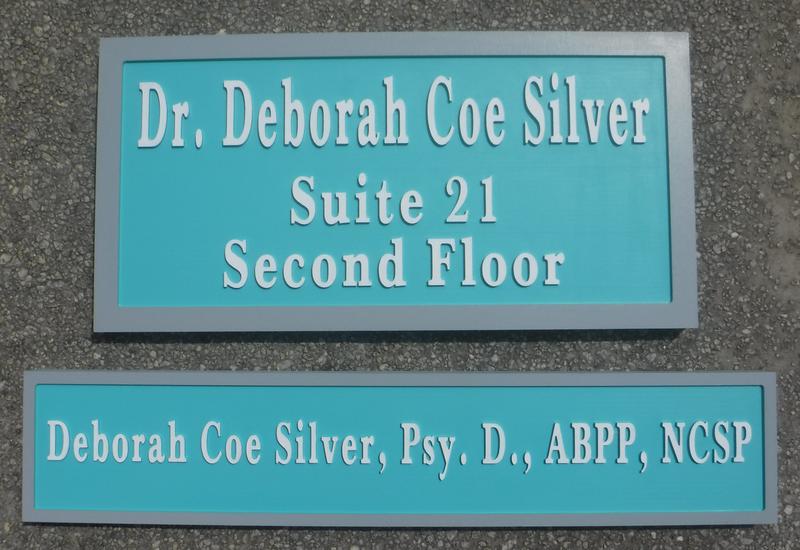 Dr. Deborah Coe Silver
Suite 21
Second Floor
Deborah Coe Silver, Psy. D., ABPP, NCSP